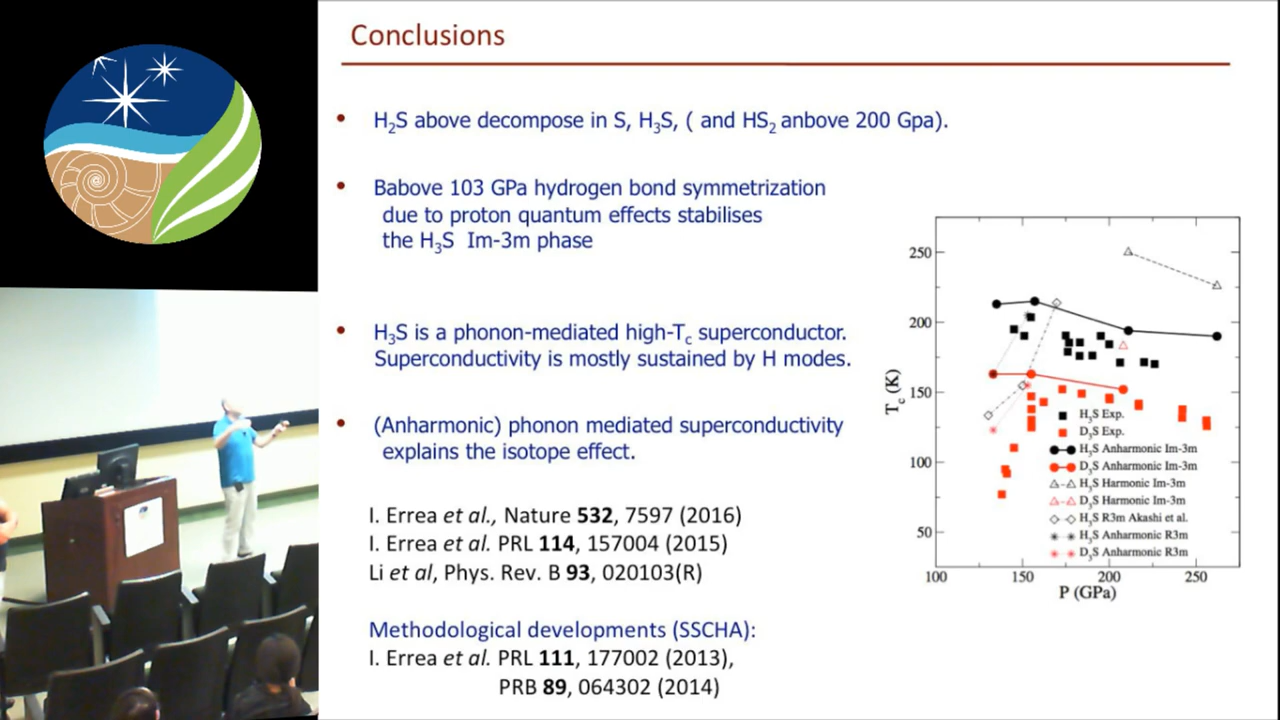 Conclusions
• H2S above decompose in S, H3S, ( and HS2 anbove 200 Gpa).
• Babove 103 GPa hydrogen bond symmetrization
due to proton quantum effects stabilises
the H3S Im-3m phase
• H3S is a phonon-mediated high-Tc superconductor.
Superconductivity is mostly sustained by H modes.
• (Anharmonic) phonon mediated superconductivity
explains the isotope effect.
I. Errea et al., Nature 532, 7597 (2016)
I. Errea et al. PRL 114, 157004 (2015)
Li et al, Phys. Rev. B 93, 020103(R)
Methodological developments (SSCHA):
I. Errea et al. PRL 111, 177002 (2013),
PRB 89, 064302 (2014)
250
200
150
100
50
Tc (K)
H3S Exp.
D3S Exp.
H3S Anharmonic Im-3m
D3S Anharmonic Im-3m
H3S Harmonic Im-3m
D3S Harmonic Im-3m
H3S R3m Akashi et al.
H3S Anharmonic R3m
D3S Anharmonic R3m
100 150 200 250
P (GPa)